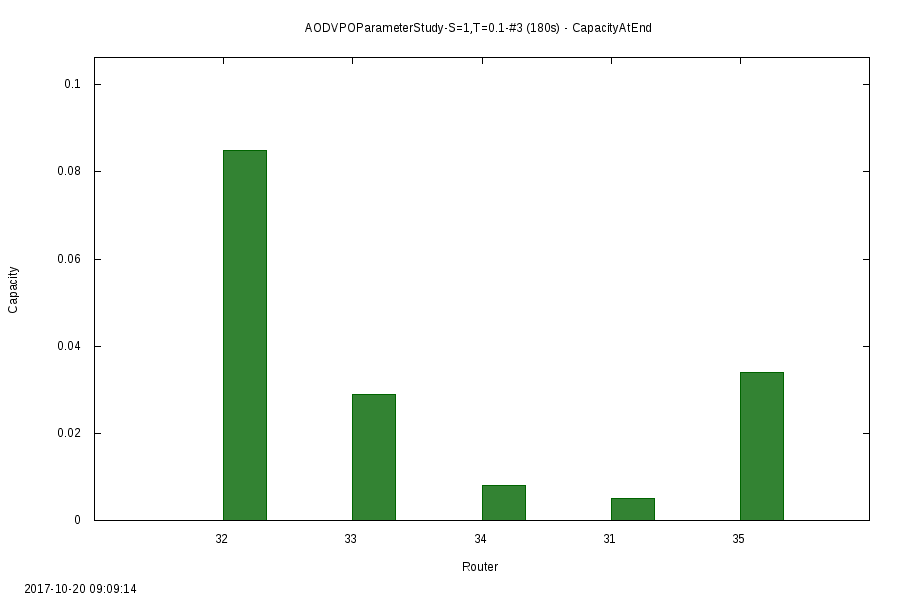 AODVPOParameterStudy-S=1,T=0.1-#3 (180s) - CapacityAtEnd
0.1
0.08
0.06
0.04
0.02
0
Capacity
32 33 34 31 35
Router
2017-10-20 09:09:14